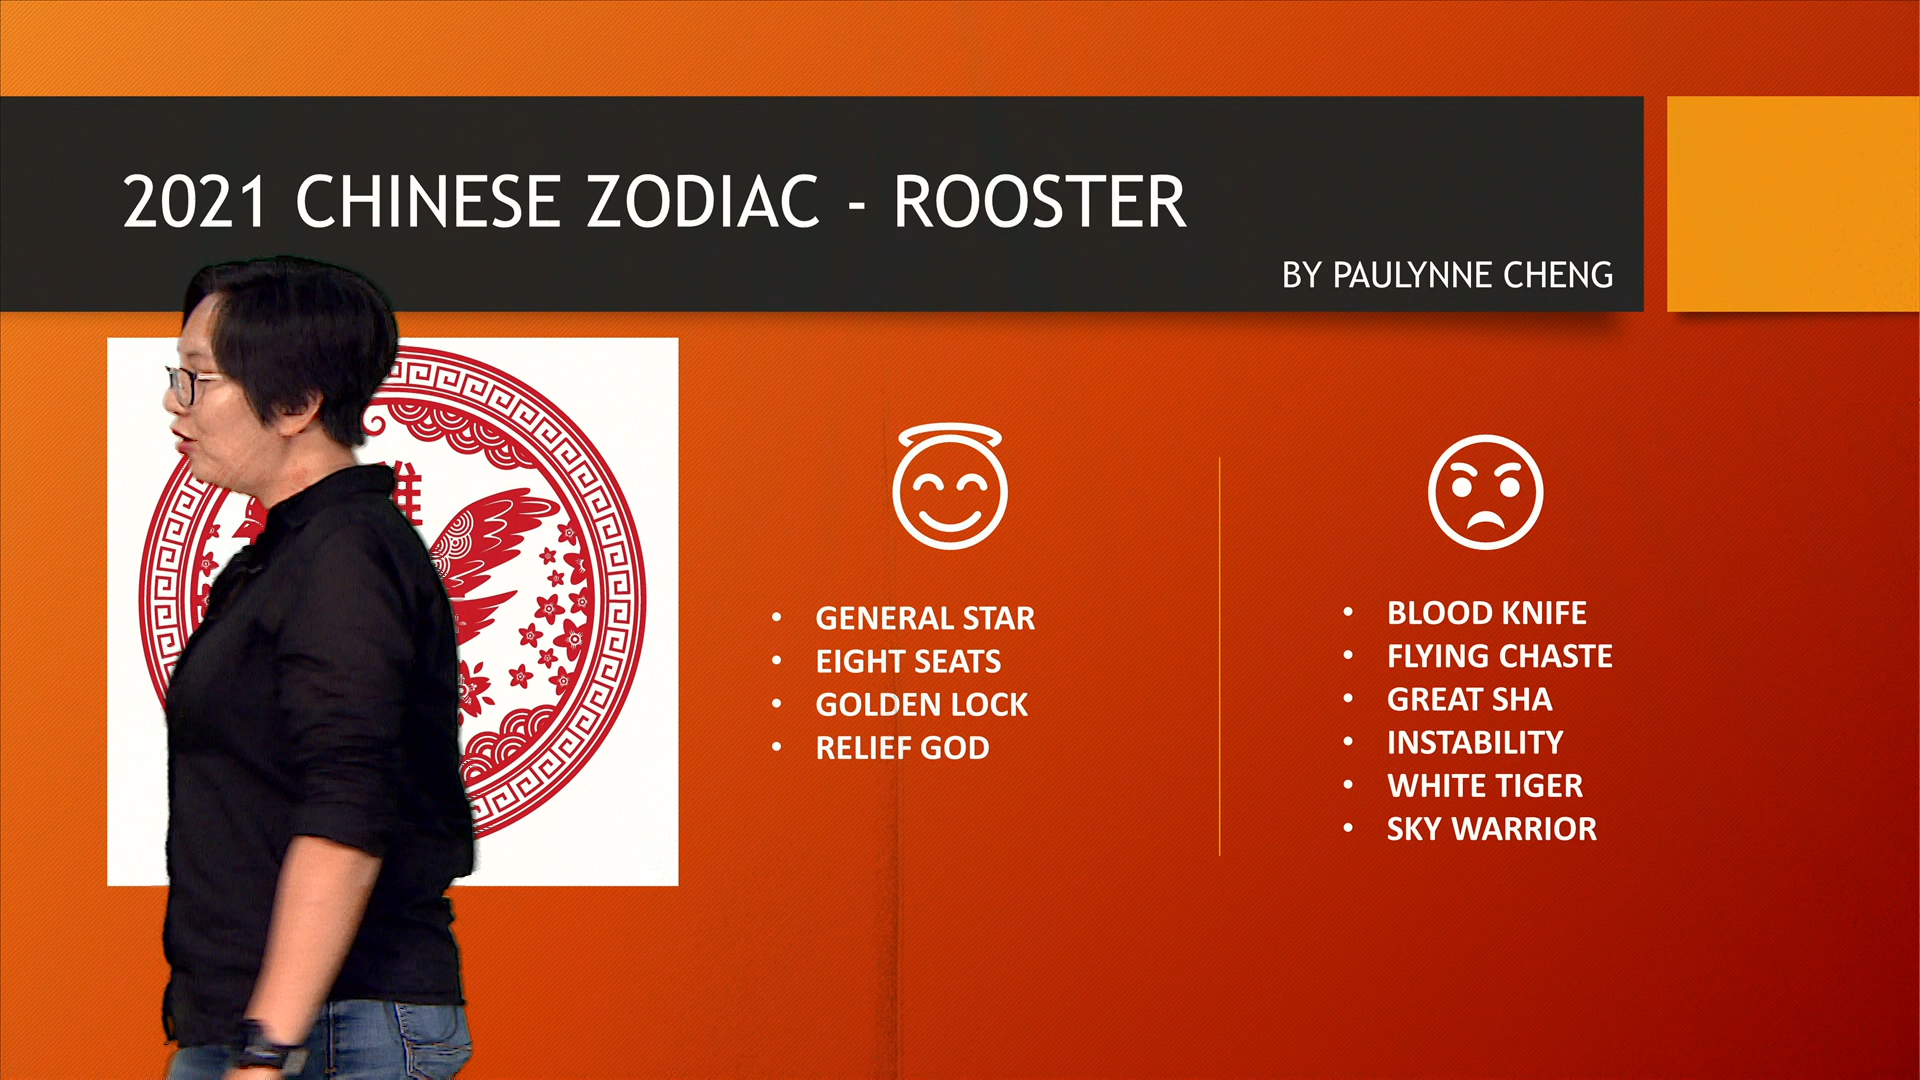 2021 CHINESE ZODIAC - ROOSTER
BY PAULYNNE CHENG
GENERAL STAR
EIGHT SEATS
GOLDEN LOCK
RELIEF GOD
BLOOD KNIFE
FLYING CHASTE
GREAT SHA
INSTABILITY
WHITE TIGER
SKY WARRIOR